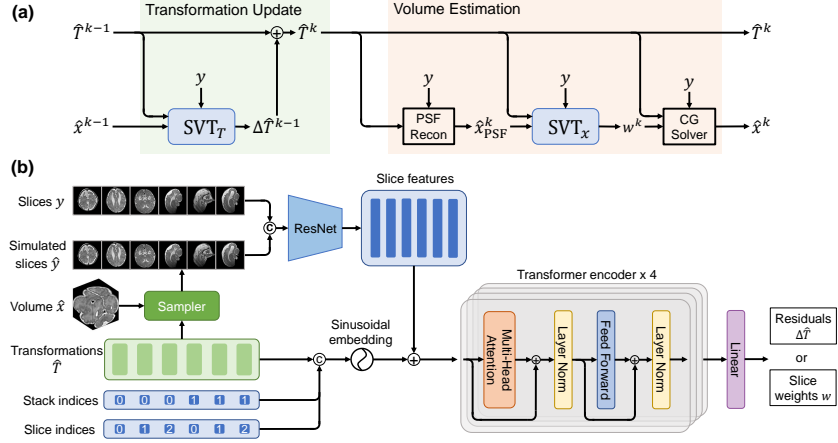 (a)
Transformation Update
Volume Estimation
T̂^{k−1}
T̂^k
T̂^k
y
y
y
y
x̂^{k−1}
SVT_T
ΔT̂^{k−1}
PSF
Recon
x̂^k_PSF
SVT_x
w^k
CG
Solver
x̂^k
(b)
Slices y
Simulated
slices ŷ
Volume x̂
Sampler
Transformations
T̂
Stack indices
0 0 0 1 1 1
Slice indices
0 1 2 0 1 2
C
ResNet
Slice features
C
Sinusoidal
embedding
Transformer encoder x 4
Multi-Head
Attention
Layer Norm
Feed Forward
Layer Norm
Linear
Residuals
ΔT̂
or
Slice
weights w